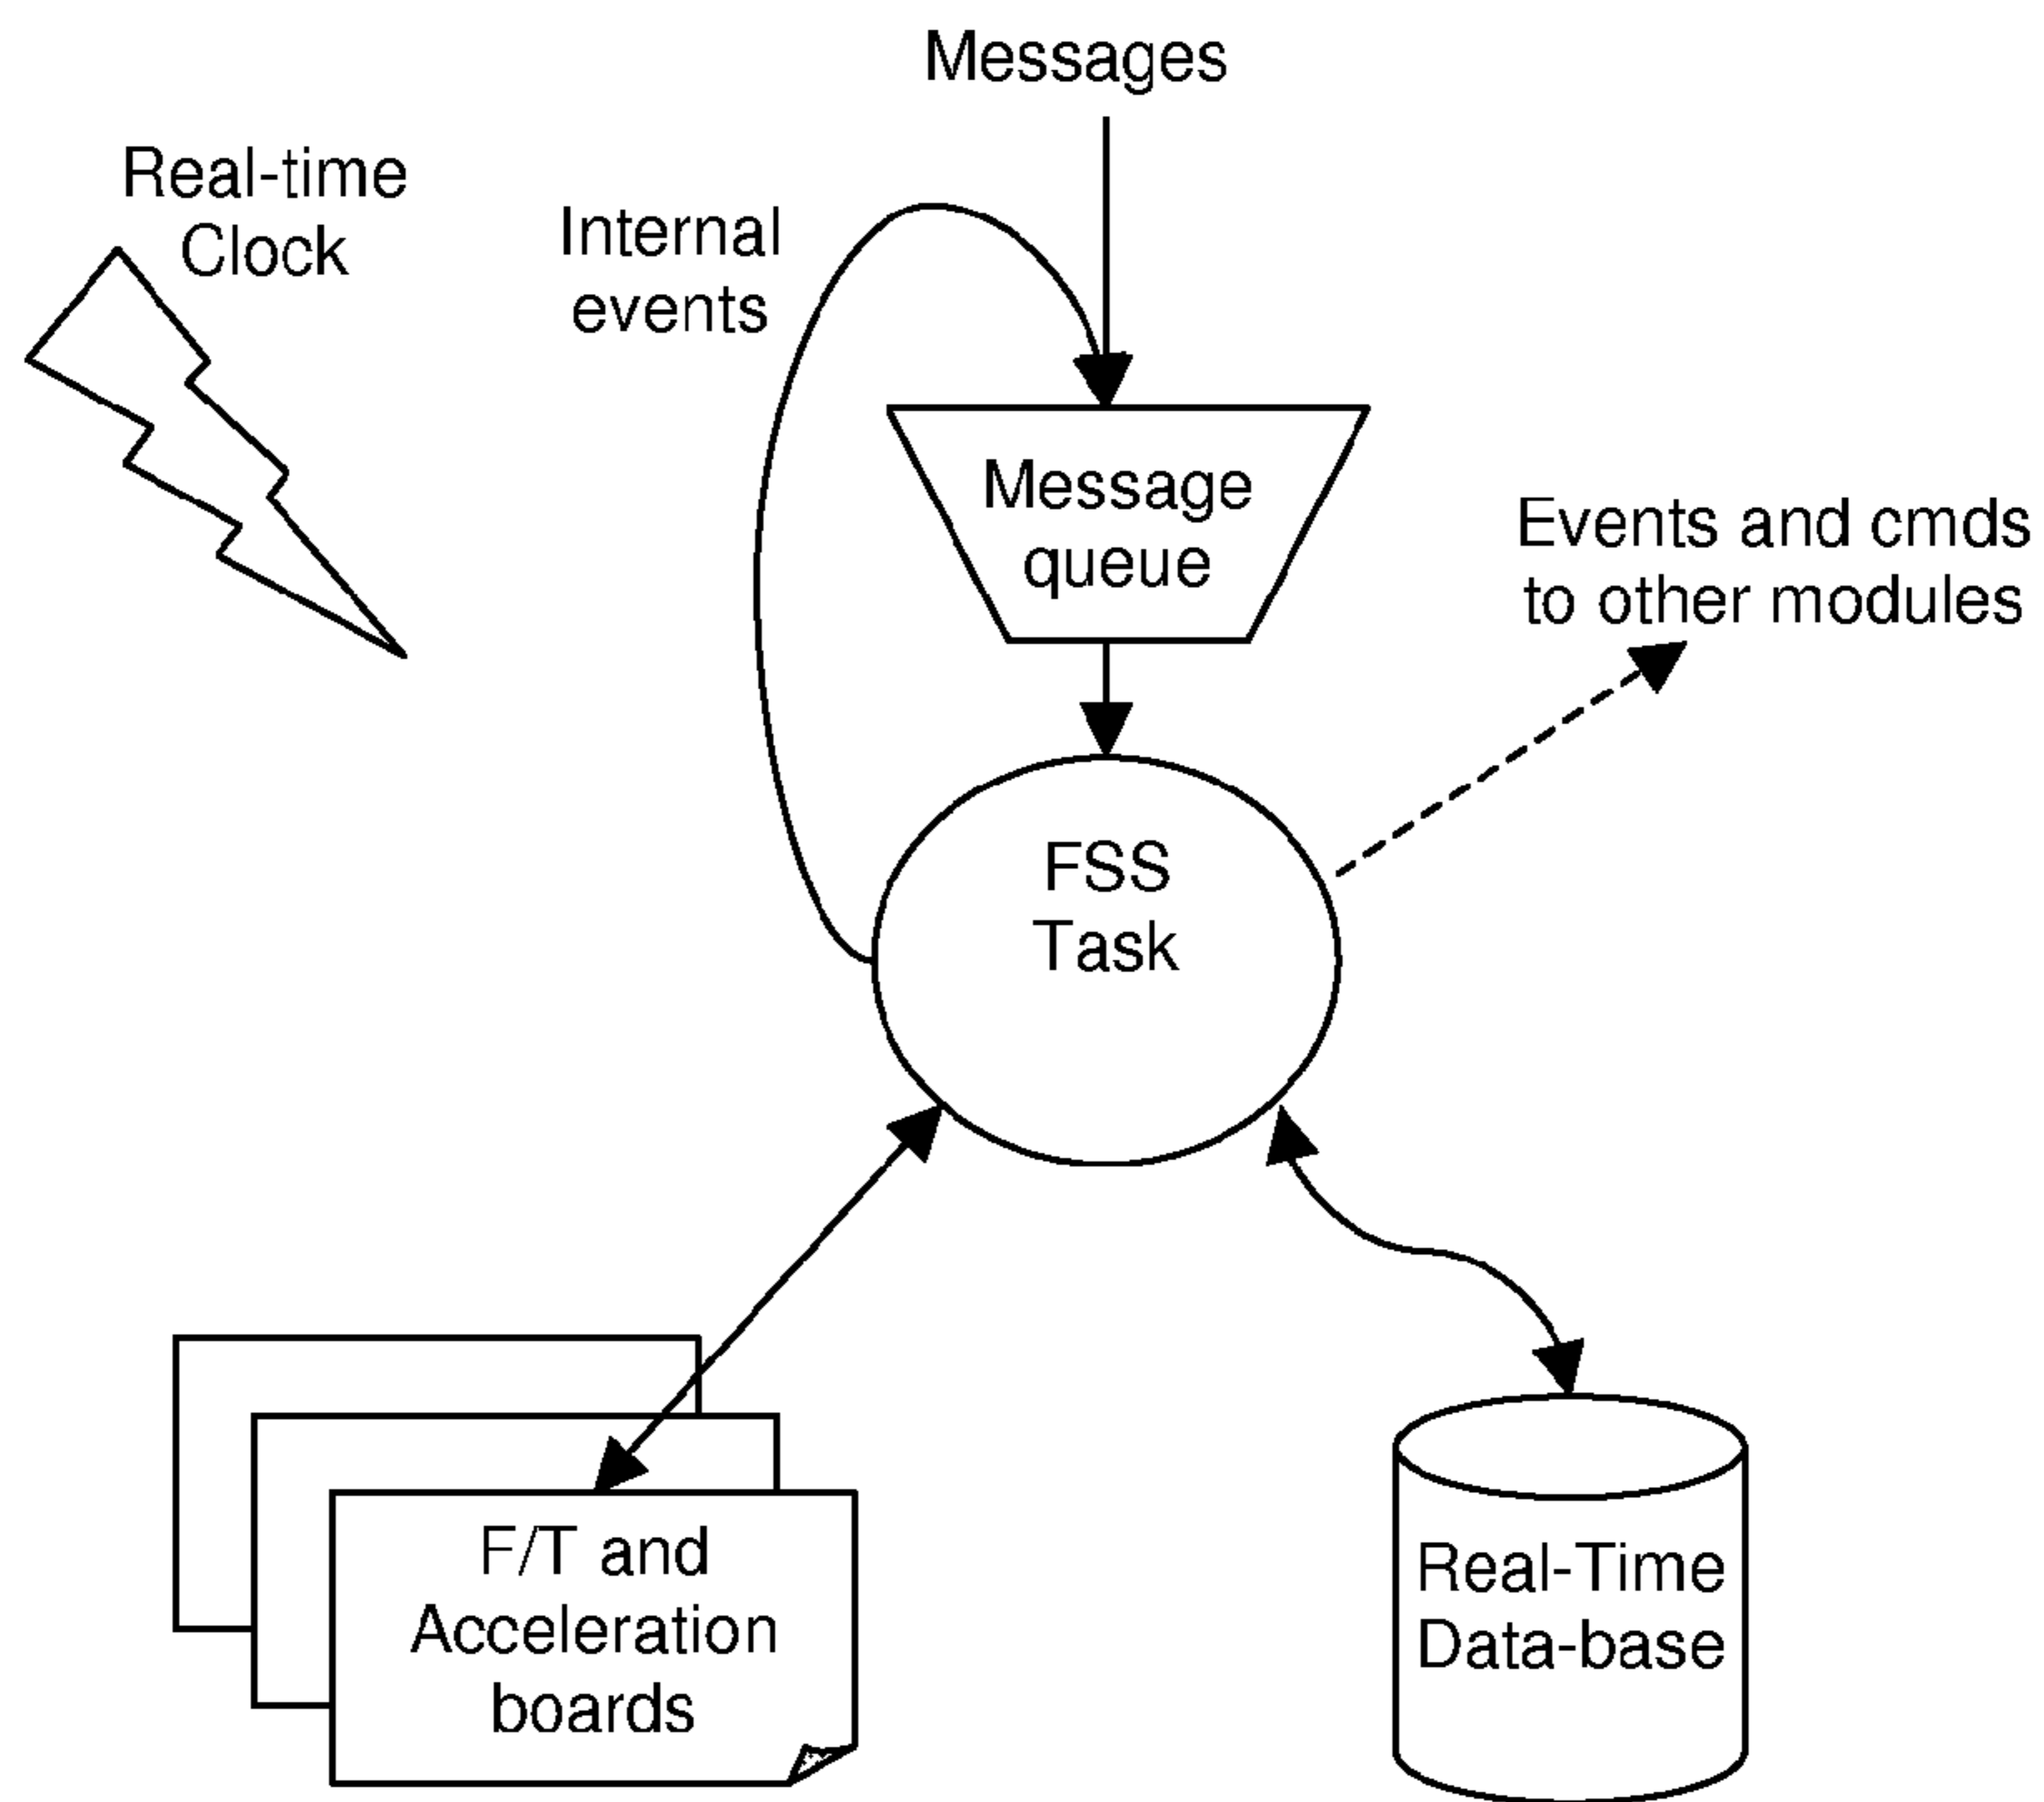 Messages
Real-time
Clock
Internal
events
Message
queue
Events and cmds
to other modules
FSS
Task
F/T and
Acceleration
boards
Real-Time
Data-base